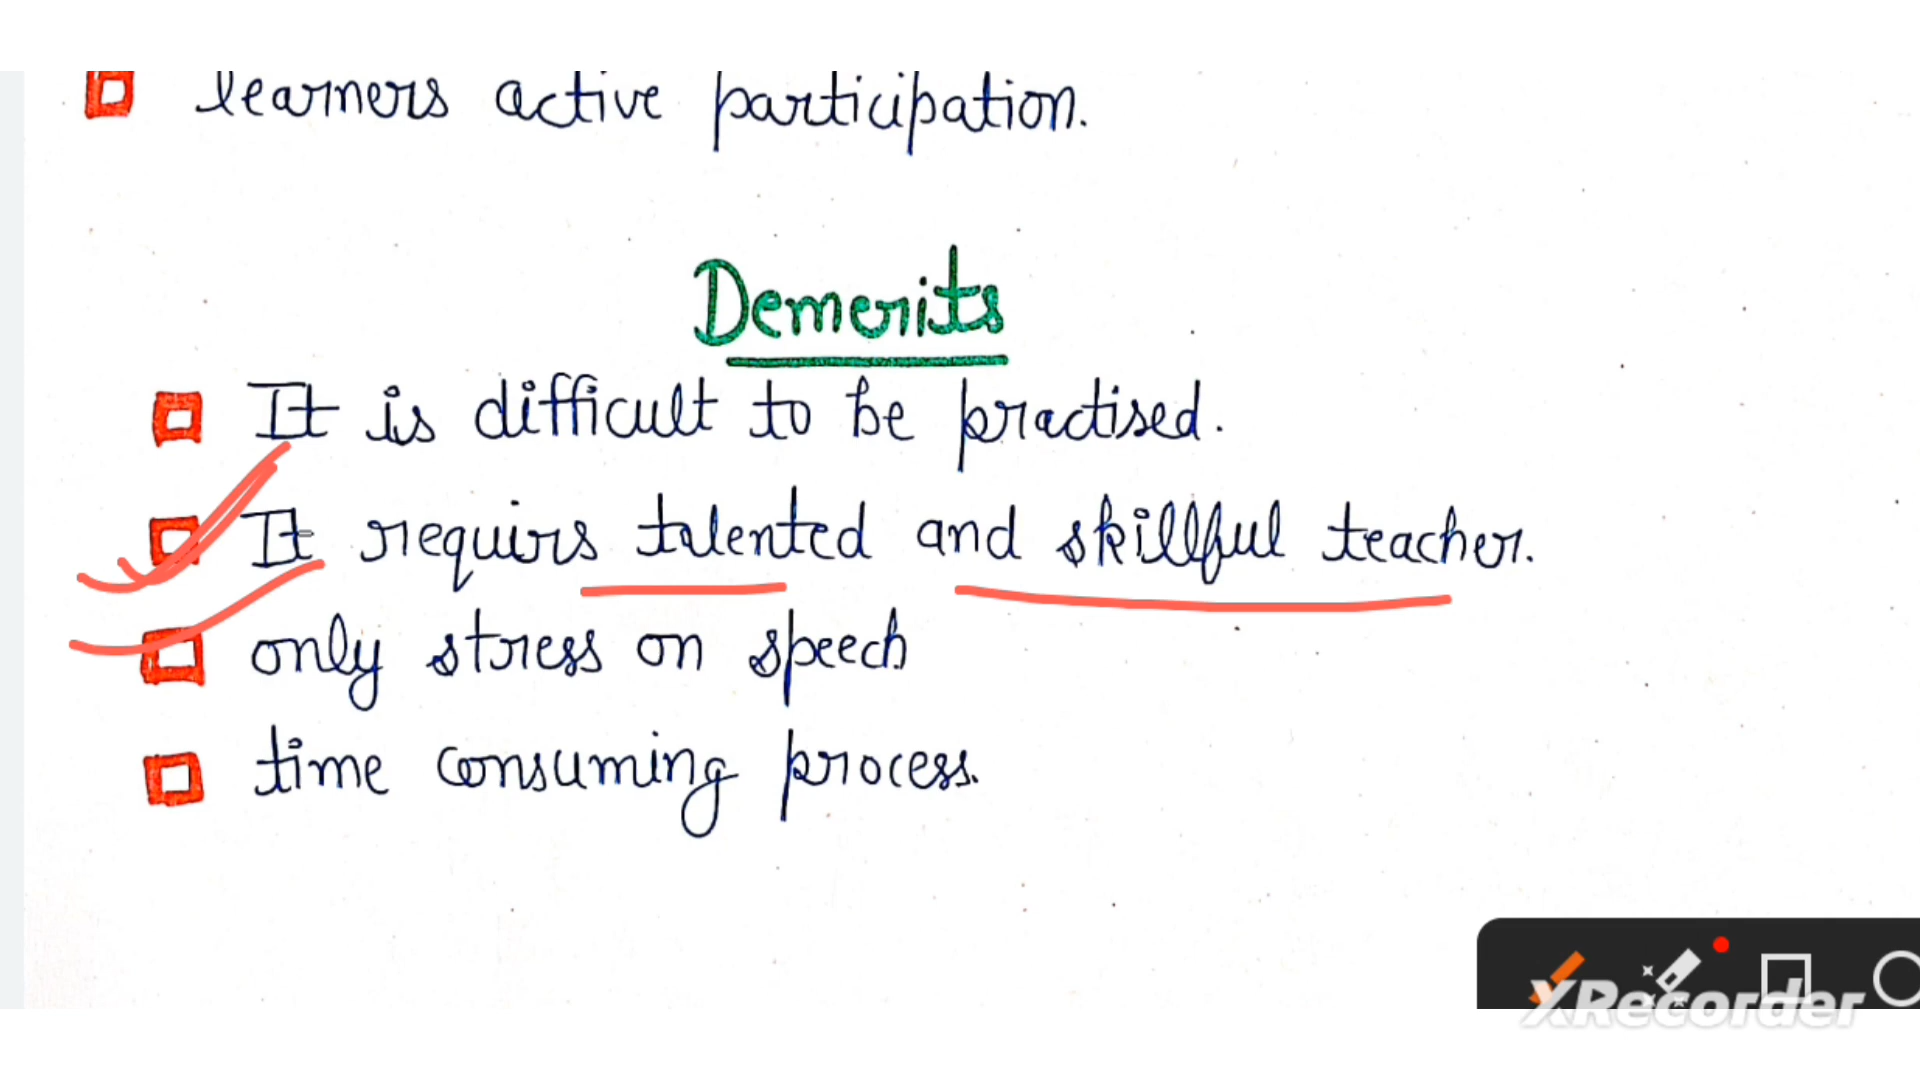 learners active participation.
Demerits
It is difficult to be practised.
It requirs talented and skillful teacher.
only stress on speech
time consuming process.
XRecorder